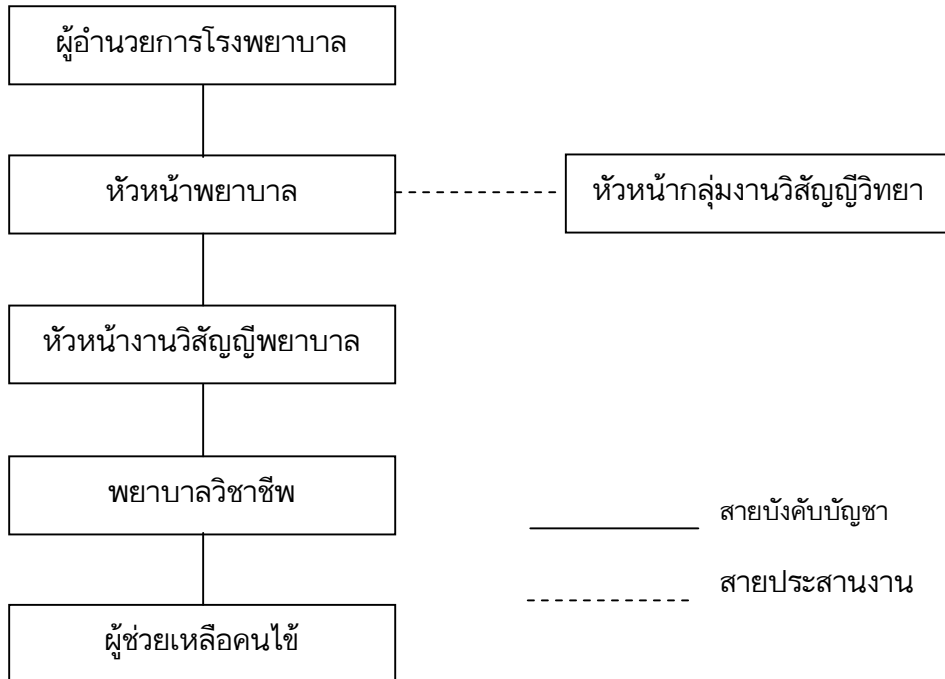 ผู้อำนวยการโรงพยาบาล
หัวหน้าพยาบาล
หัวหน้ากลุ่มงานวิสัญญีวิทยา
หัวหน้างานวิสัญญีพยาบาล
พยาบาลวิชาชีพ
สายบังคับบัญชา
สายประสานงาน
ผู้ช่วยเหลือคนไข้